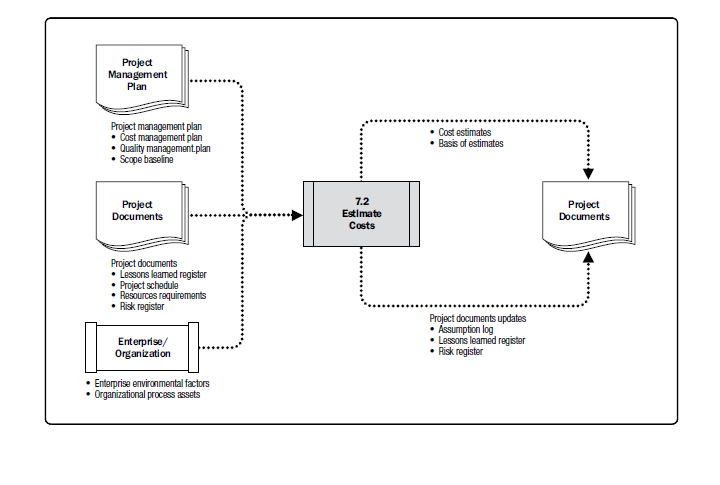 Project
Management
Plan
Project management plan
• Cost management plan
• Quality management.plan
• Scope baseline
Project
Documents
Project documents
• Lessons learned register
• Project schedule
• Resources requirements
• Risk register
Enterprise/
Organization
• Enterprise environmental factors
• Organizational process assets
7.2
Estimate
Costs
• Cost estimates
• Basis of estimates
Project
Documents
Project documents updates
• Assumption log
• Lessons learned register
• Risk register